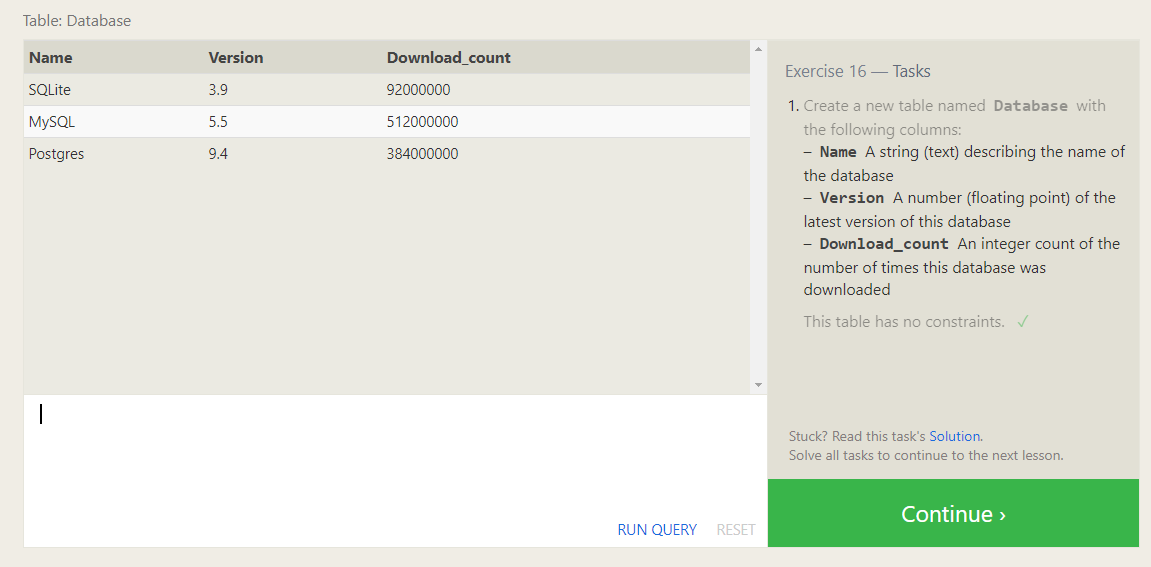 Table: Database
Name Version Download_count
SQLite 3.9 92000000
MySQL 5.5 512000000
Postgres 9.4 384000000
RUN QUERY RESET
Exercise 16 — Tasks
1. Create a new table named Database with
the following columns:
– Name A string (text) describing the name of
the database
– Version A number (floating point) of the
latest version of this database
– Download_count An integer count of the
number of times this database was
downloaded
This table has no constraints. ✓
Stuck? Read this task's Solution.
Solve all tasks to continue to the next lesson.
Continue ›